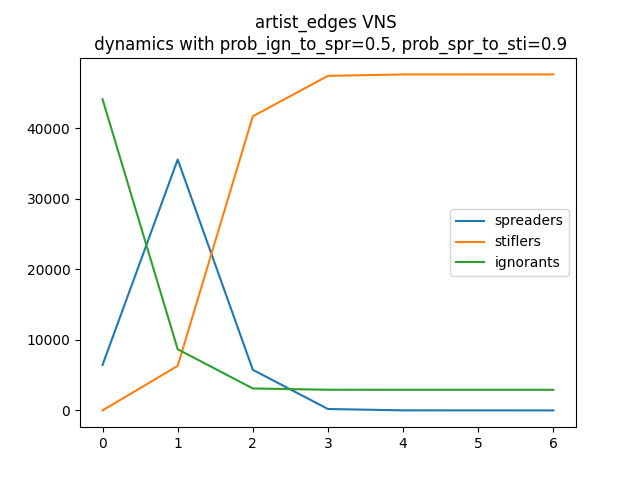 artist_edges VNS
dynamics with prob_ign_to_spr=0.5, prob_spr_to_sti=0.9
40000
30000
20000
10000
0
spreaders
stiflers
ignorants
0 1 2 3 4 5 6